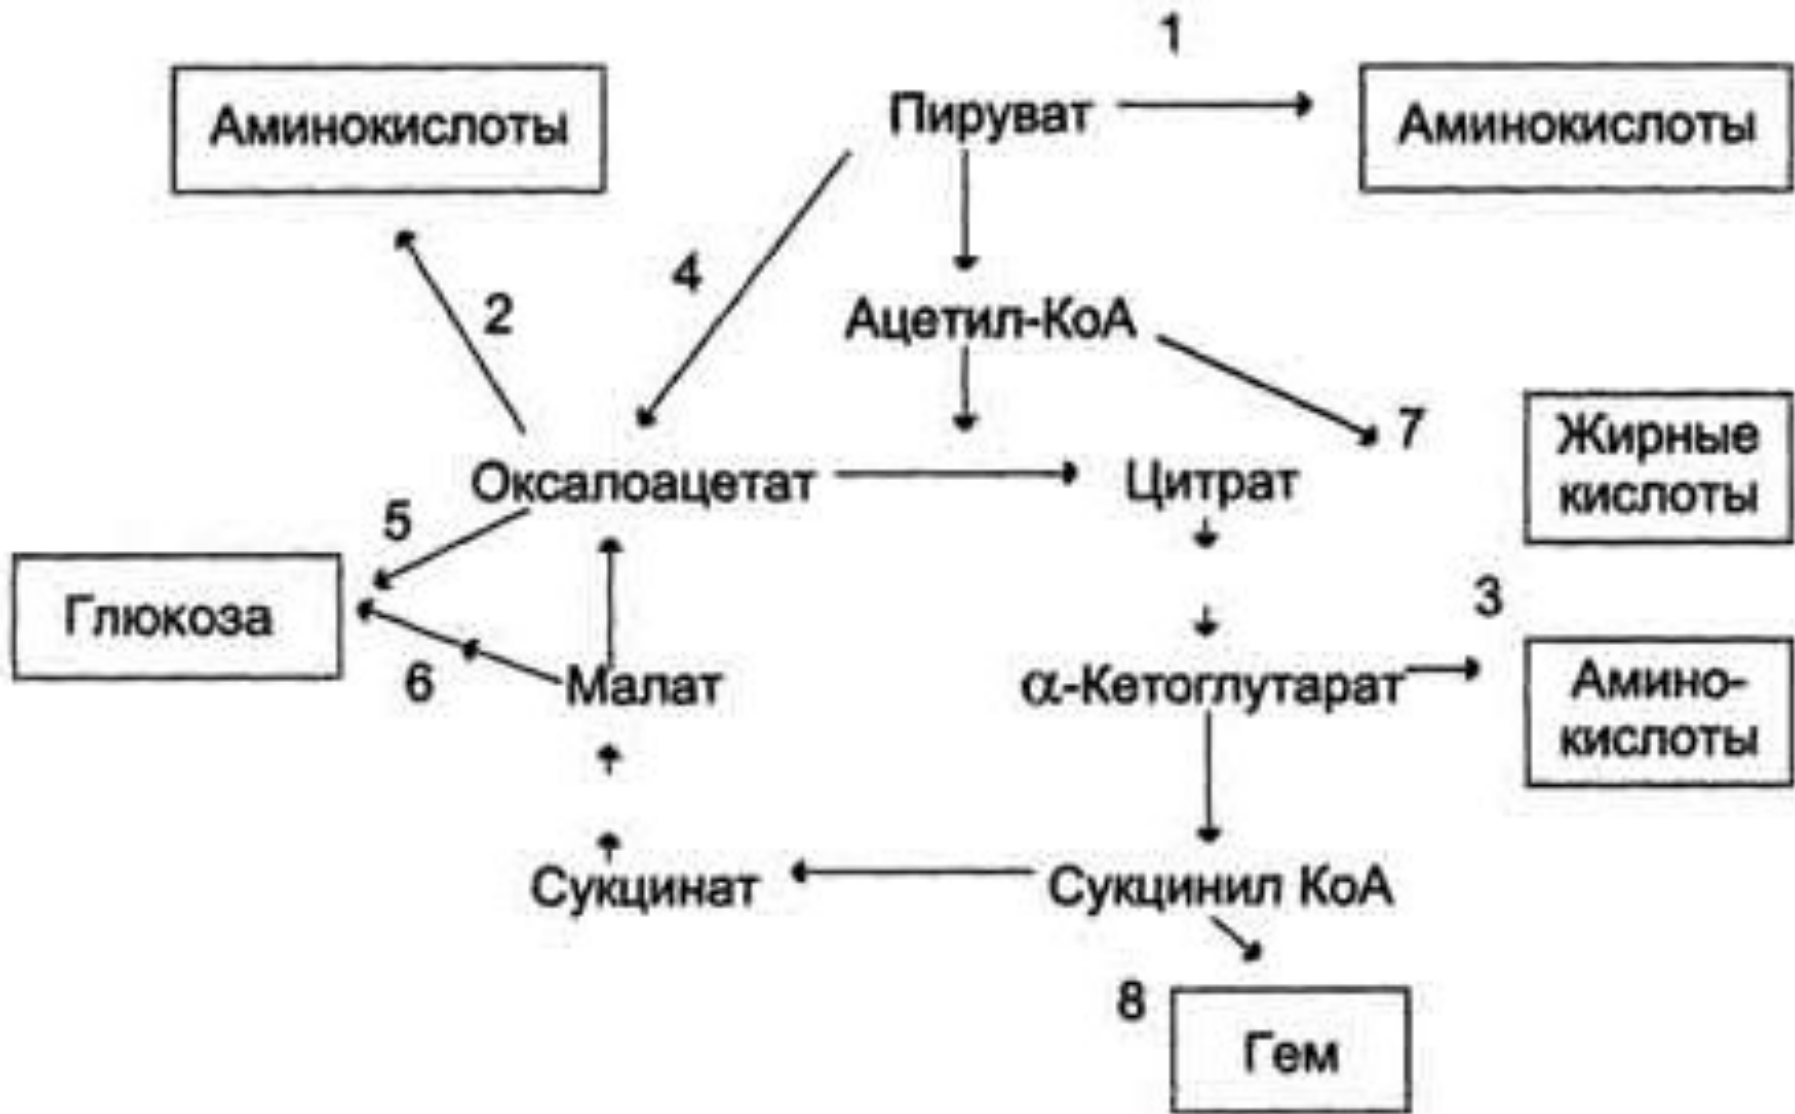 1
Аминокислоты
Пируват
Аминокислоты
4
2
Ацетил-КоА
7
Жирные
кислоты
Оксалоацетат
Цитрат
5
Глюкоза
3
6
Малат
α-Кетоглутарат
Амино-
кислоты
Сукцинат
Сукцинил КоА
8
Гем